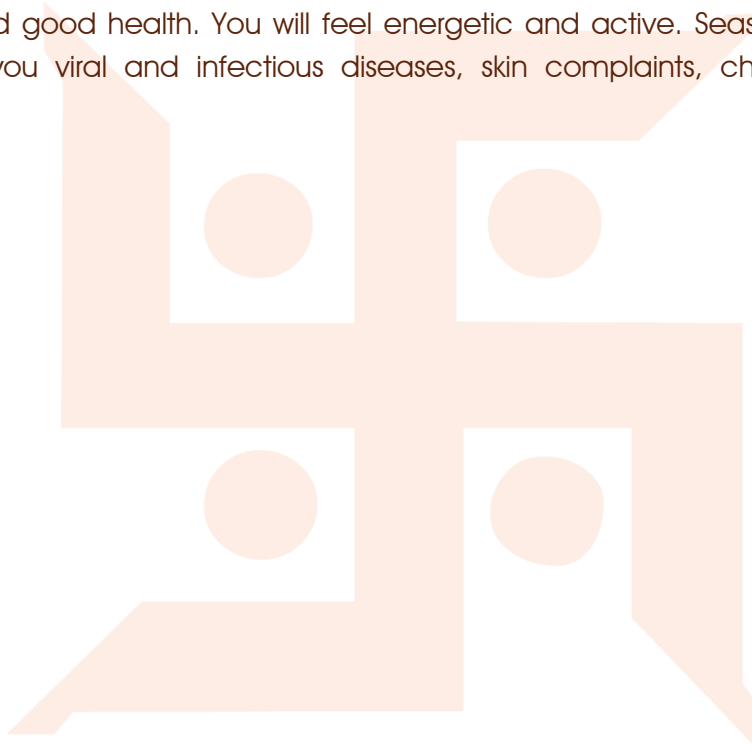 d good health. You will feel energetic and active. Seas
you viral and infectious diseases, skin complaints, ch